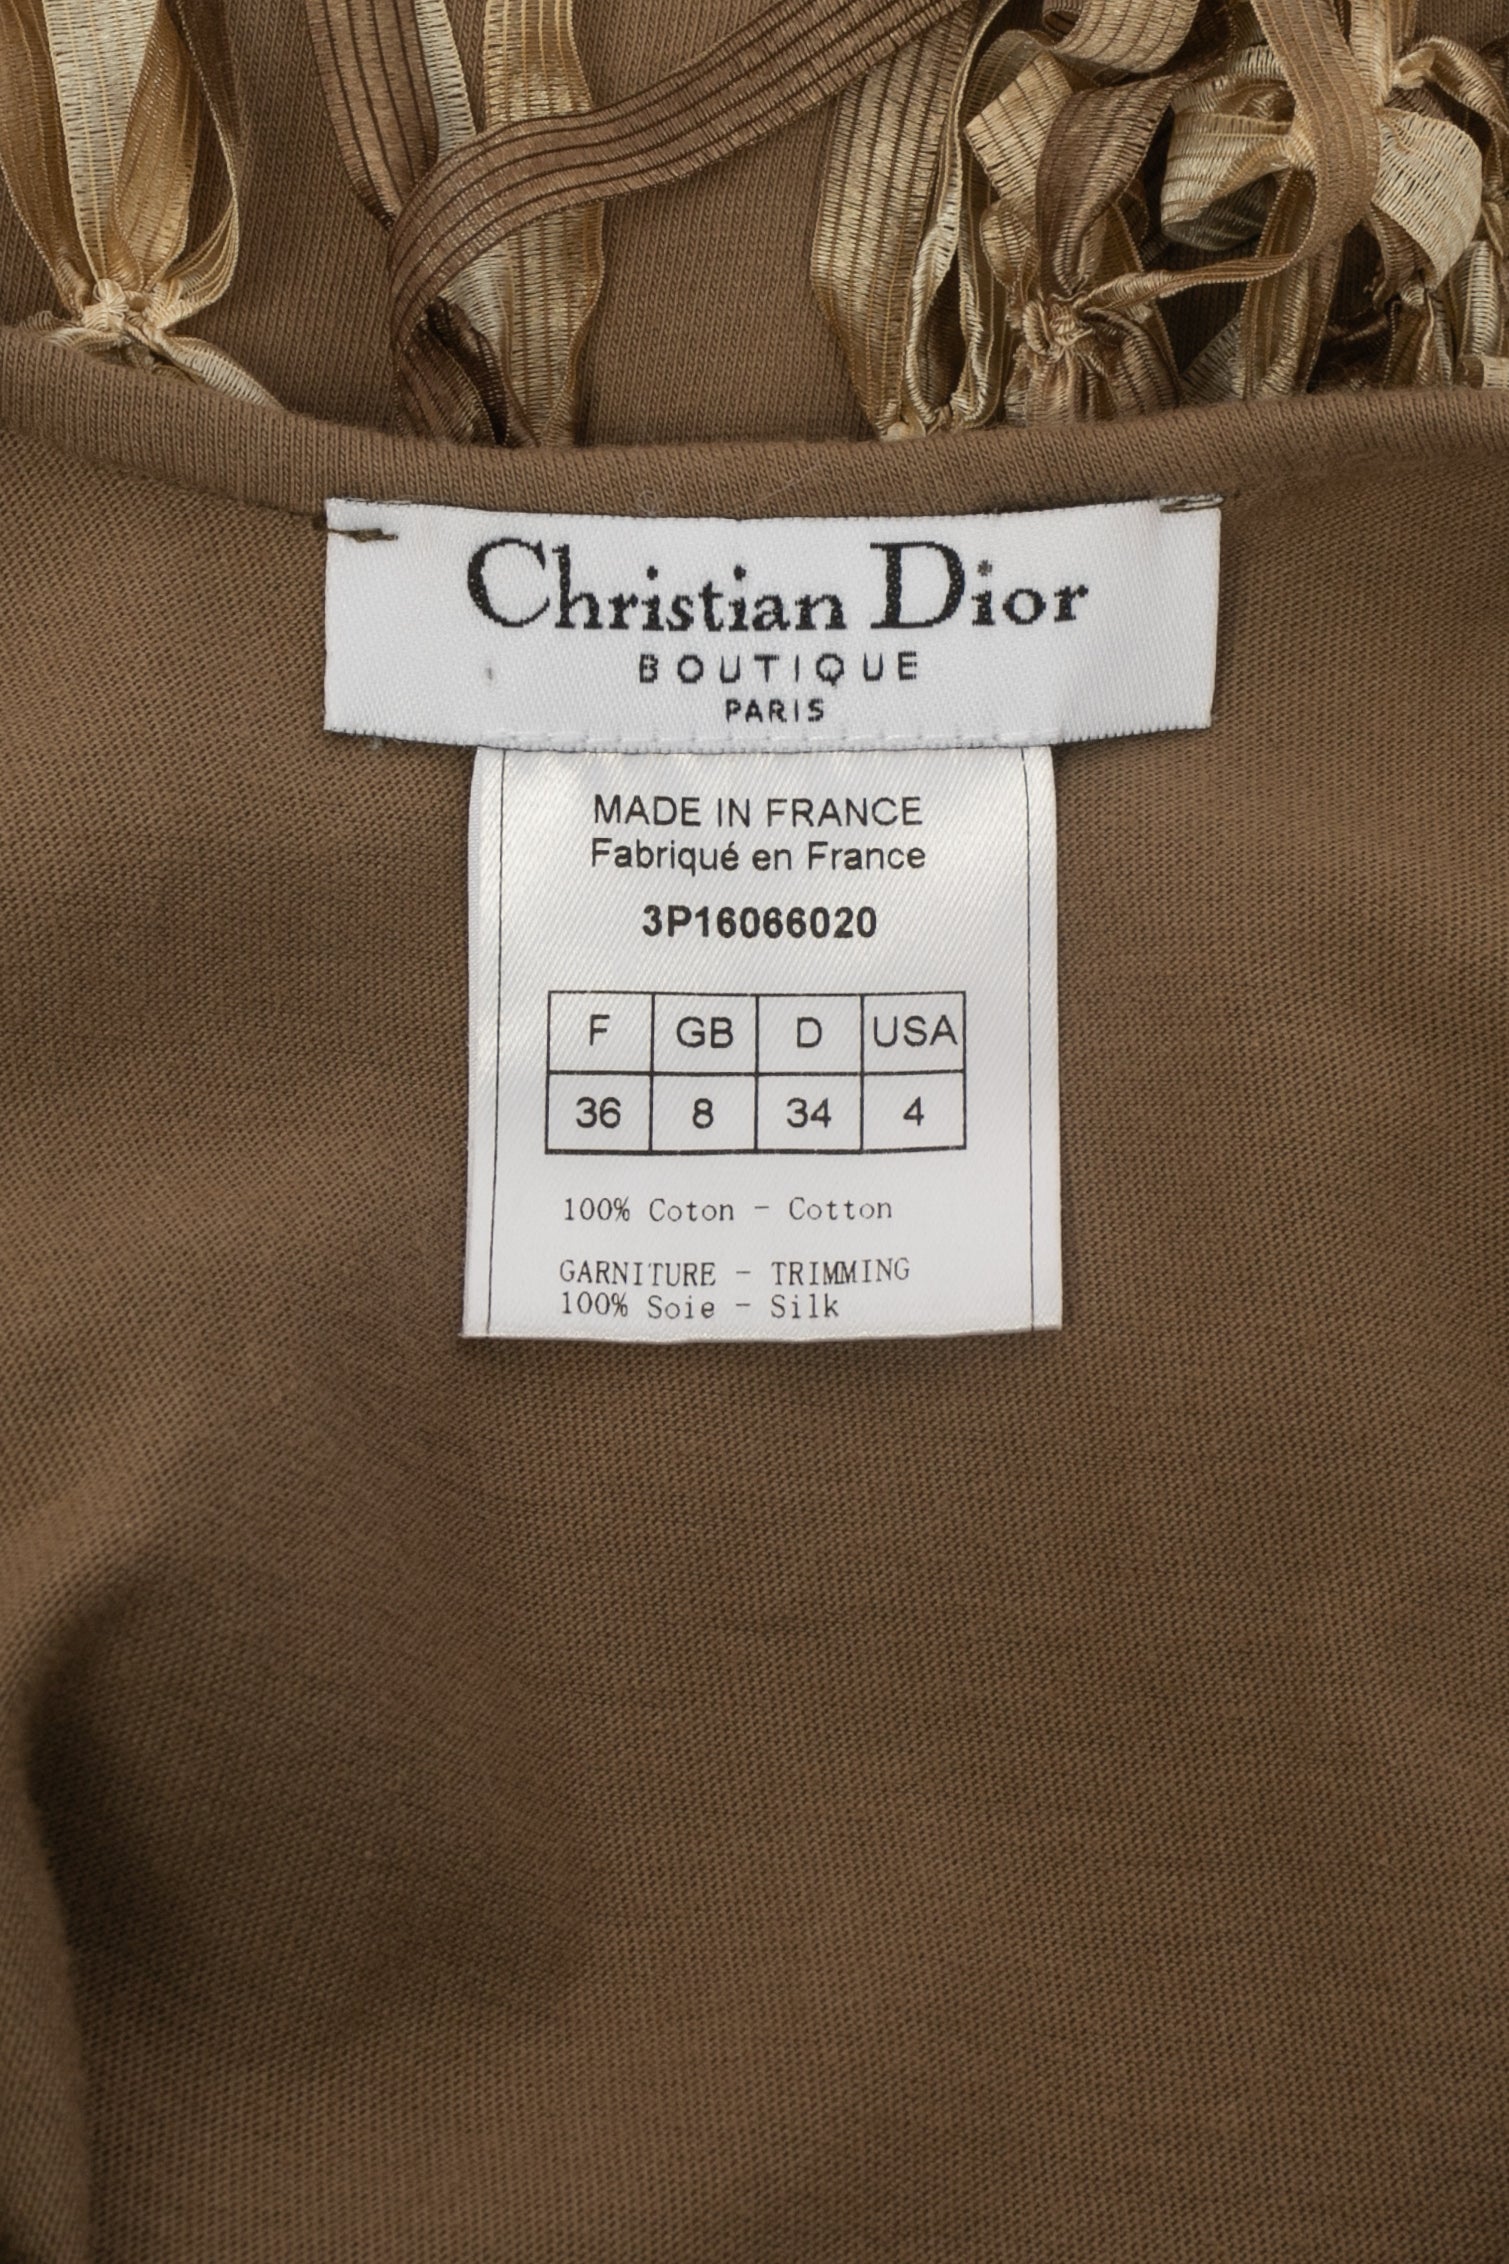 Christian Dior
BOUTIQUE
PARIS
MADE IN FRANCE
Fabriqué en France
3P16066020
F GB D USA
36 8 34 4
100% Coton - Cotton
GARNITURE - TRIMMING
100% Soie - Silk